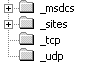 _msdcs
_sites
_tcp
_udp